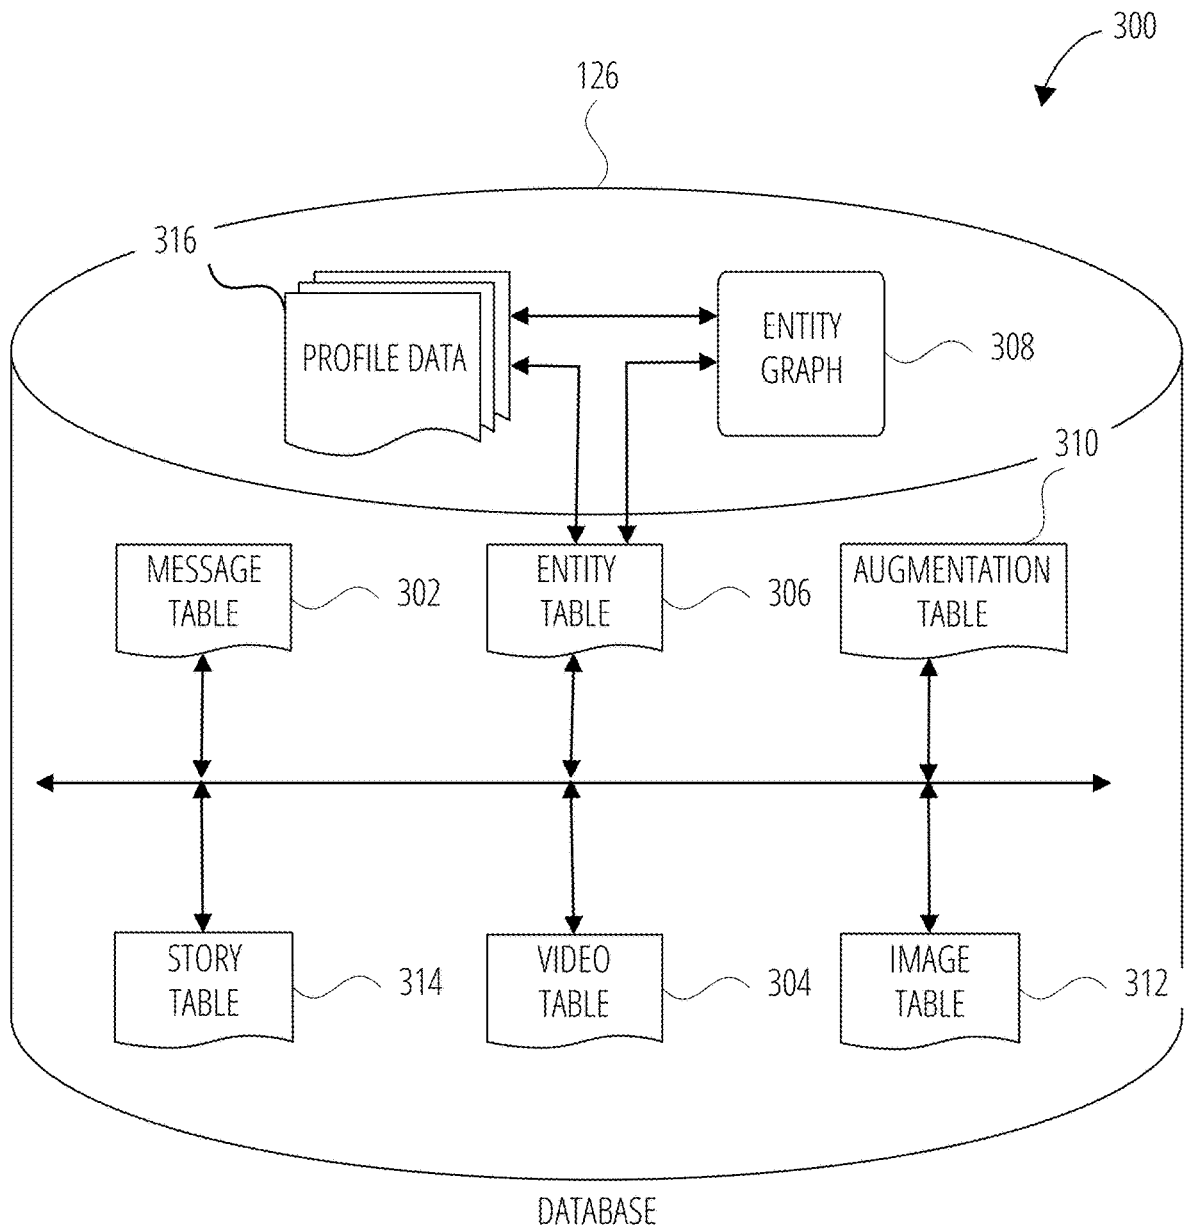 300
126
316
PROFILE DATA
ENTITY
GRAPH
308
310
MESSAGE
TABLE
302
ENTITY
TABLE
306
AUGMENTATION
TABLE
STORY
TABLE
314
VIDEO
TABLE
304
IMAGE
TABLE
312
DATABASE